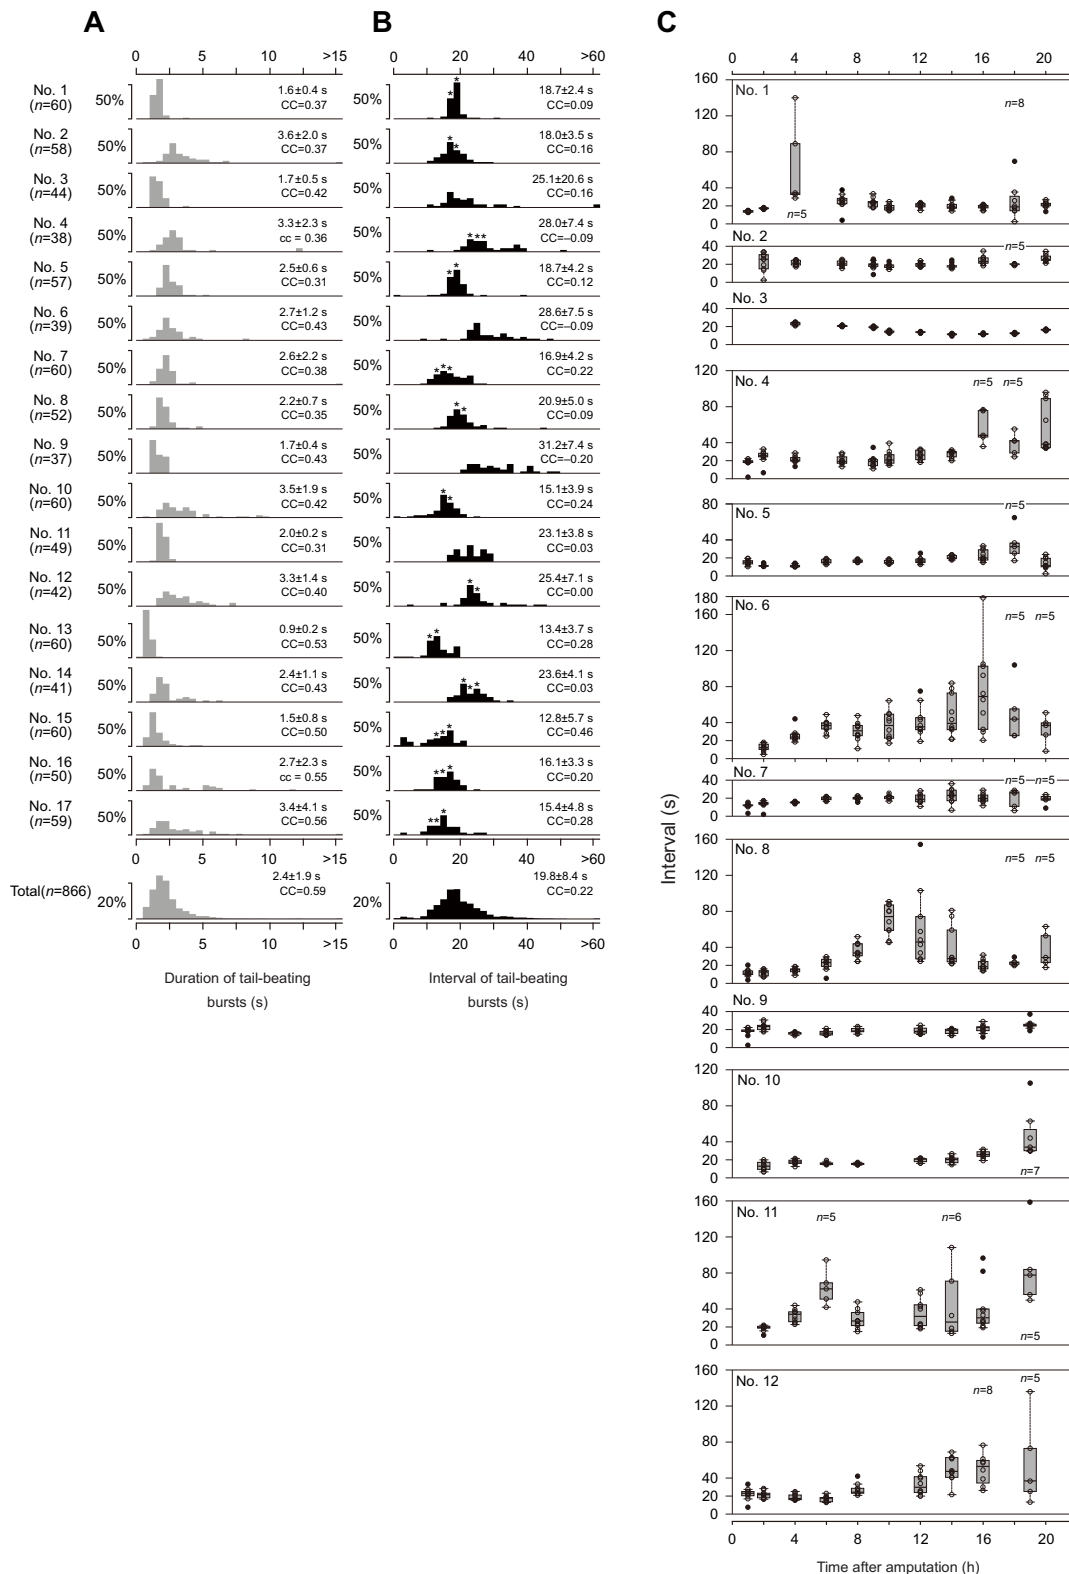 A B C
0 5 10 >15
0 20 40 >60
0 4 8 12 16 20
No. 1
(n=60)
50%
1.6±0.4 s
CC=0.37
50%
**
18.7±2.4 s
CC=0.09
No. 2
(n=58)
50%
3.6±2.0 s
CC=0.37
50%
**
18.0±3.5 s
CC=0.16
No. 3
(n=44)
50%
1.7±0.5 s
CC=0.42
50%
25.1±20.6 s
CC=0.16
No. 4
(n=38)
50%
3.3±2.3 s
cc = 0.36
50%
***
28.0±7.4 s
CC=–0.09
No. 5
(n=57)
50%
2.5±0.6 s
CC=0.31
50%
**
18.7±4.2 s
CC=0.12
No. 6
(n=39)
50%
2.7±1.2 s
CC=0.43
50%
28.6±7.5 s
CC=–0.09
No. 7
(n=60)
50%
2.6±2.2 s
CC=0.38
50%
***
16.9±4.2 s
CC=0.22
No. 8
(n=52)
50%
2.2±0.7 s
CC=0.35
50%
***
20.9±5.0 s
CC=0.09
No. 9
(n=37)
50%
1.7±0.4 s
CC=0.43
50%
31.2±7.4 s
CC=–0.20
No. 10
(n=60)
50%
3.5±1.9 s
CC=0.42
50%
**
15.1±3.9 s
CC=0.24
No. 11
(n=49)
50%
2.0±0.2 s
CC=0.31
50%
23.1±3.8 s
CC=0.03
No. 12
(n=42)
50%
3.3±1.4 s
CC=0.40
50%
**
25.4±7.1 s
CC=0.00
No. 13
(n=60)
50%
0.9±0.2 s
CC=0.53
50%
**
13.4±3.7 s
CC=0.28
No. 14
(n=41)
50%
2.4±1.1 s
CC=0.43
50%
***
23.6±4.1 s
CC=0.03
No. 15
(n=60)
50%
1.5±0.8 s
CC=0.50
50%
***
12.8±5.7 s
CC=0.46
No. 16
(n=50)
50%
2.7±2.3 s
cc = 0.55
50%
***
16.1±3.3 s
CC=0.20
No. 17
(n=59)
50%
3.4±4.1 s
CC=0.56
50%
***
15.4±4.8 s
CC=0.28
0 5 10 >15
0 20 40 >60
Total(n=866)
20%
2.4±1.9 s
CC=0.59
20%
19.8±8.4 s
CC=0.22
0 5 10 >15
0 20 40 >60
Duration of tail-beating
bursts (s)
Interval of tail-beating
bursts (s)
Interval (s)
160
120
80
40
20
0
No. 1
n=5
n=8
40
20
0
No. 2
n=5
40
20
0
No. 3
120
80
40
20
0
No. 4
n=5 n=5
80
40
20
0
No. 5
n=5
180
160
120
80
40
20
0
No. 6
n=5 n=5
40
20
0
No. 7
n=5 n=5
160
120
80
40
20
0
No. 8
n=5 n=5
40
20
0
No. 9
120
80
40
20
0
No. 10
n=7
160
120
80
40
20
0
No. 11
n=5
n=6
n=5
160
120
80
40
20
0
No. 12
n=8
n=5
0 4 8 12 16 20
Time after amputation (h)